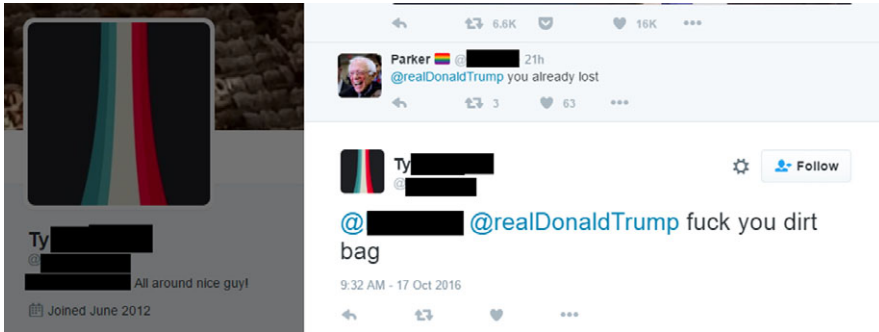 Ty
@
All around nice guy!
Joined June 2012
6.6K 16K
Parker @ 21h
@realDonaldTrump you already lost
3 63
Ty
@
Follow
@ @realDonaldTrump fuck you dirt
bag
9:32 AM - 17 Oct 2016